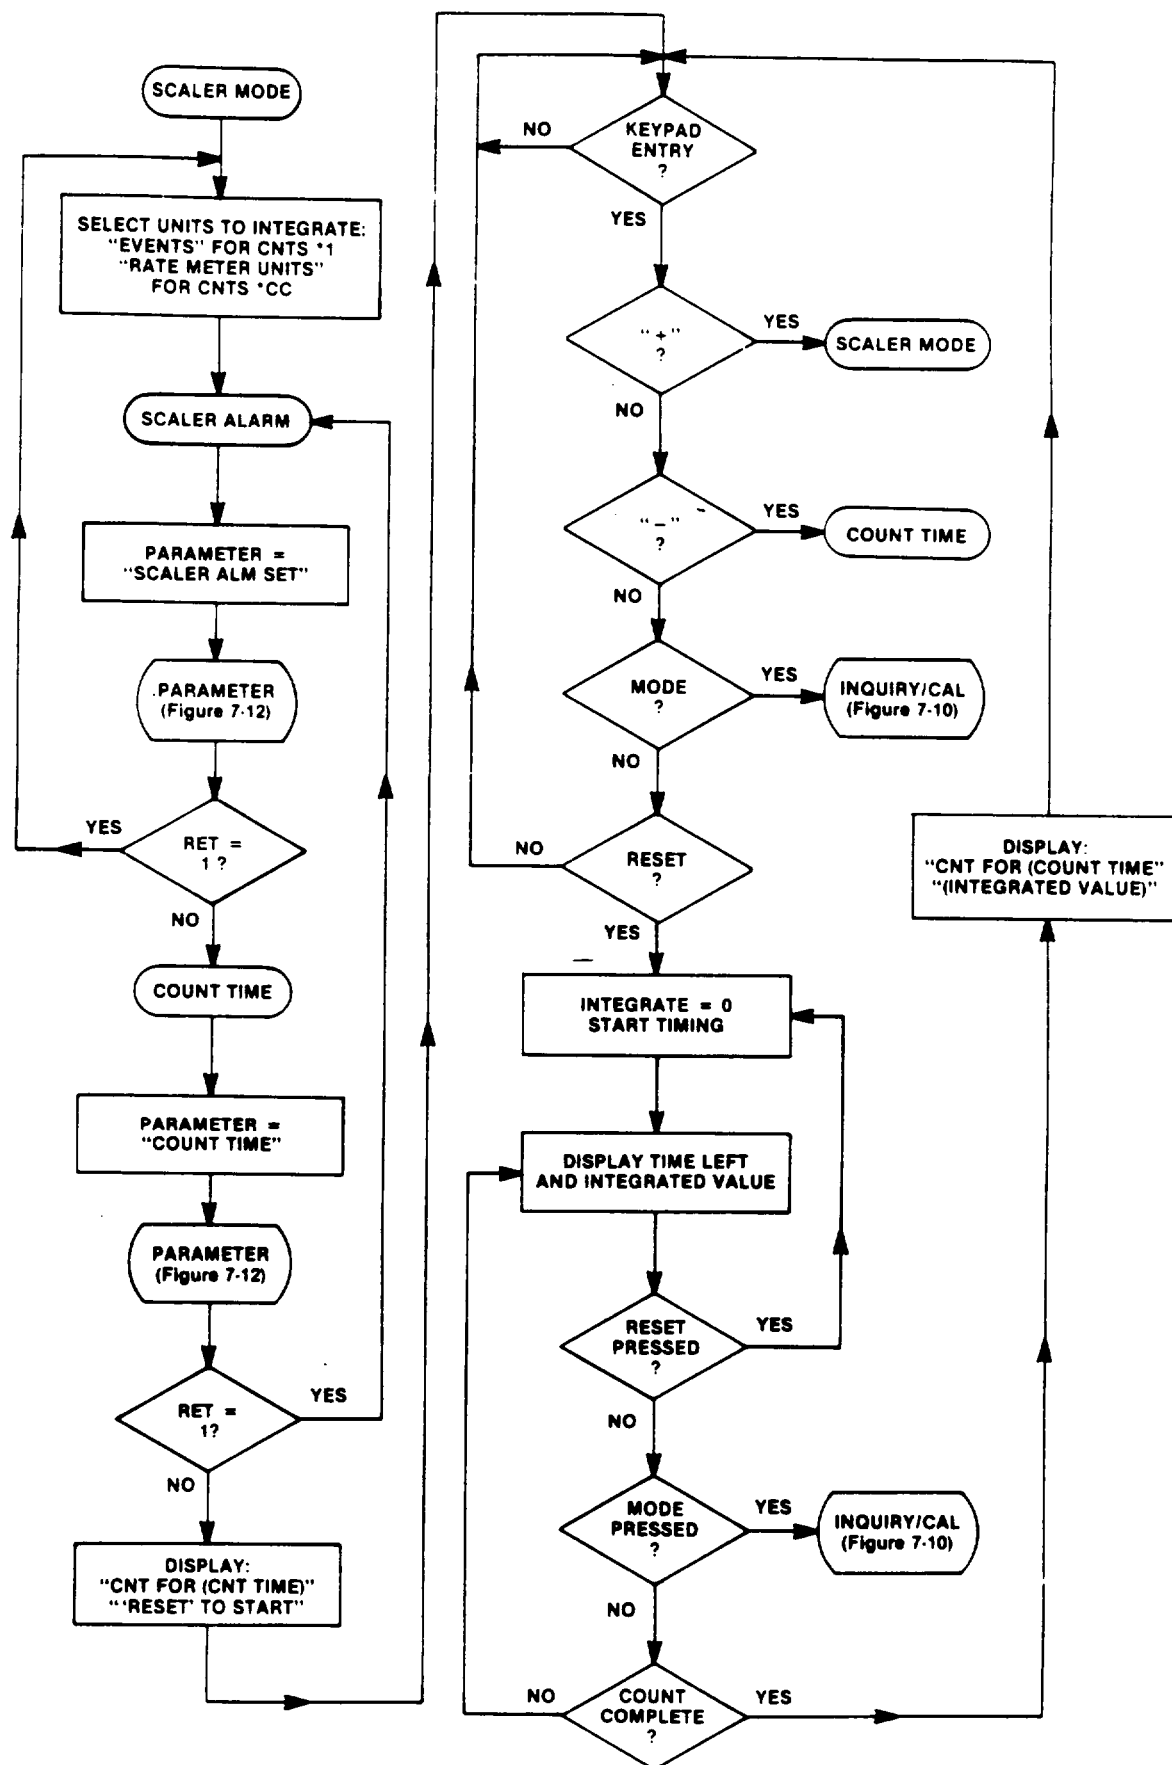 SCALER MODE
SELECT UNITS TO INTEGRATE:
"EVENTS" FOR CNTS *1
"RATE METER UNITS"
FOR CNTS *CC
SCALER ALARM
PARAMETER =
"SCALER ALM SET"
PARAMETER
(Figure 7-12)
YES
RET =
1 ?
NO
COUNT TIME
PARAMETER =
"COUNT TIME"
PARAMETER
(Figure 7-12)
YES
RET =
1?
NO
DISPLAY:
"CNT FOR (CNT TIME)"
"'RESET' TO START"
NO
KEYPAD
ENTRY
?
YES
"+"
?
YES
SCALER MODE
NO
"–"
?
YES
COUNT TIME
NO
MODE
?
YES
INQUIRY/CAL
(Figure 7-10)
NO
NO
RESET
?
YES
INTEGRATE = 0
START TIMING
DISPLAY TIME LEFT
AND INTEGRATED VALUE
RESET
PRESSED
?
YES
NO
MODE
PRESSED
?
YES
INQUIRY/CAL
(Figure 7-10)
NO
NO
COUNT
COMPLETE
?
YES
DISPLAY:
"CNT FOR (COUNT TIME"
"(INTEGRATED VALUE)"